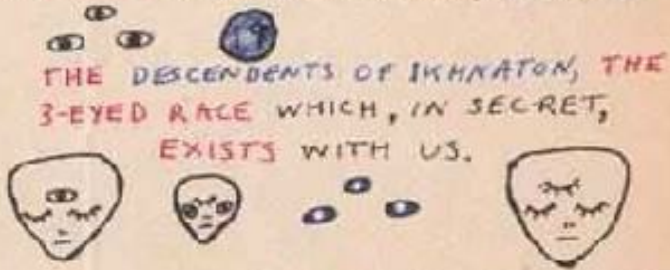 THE DESCENDENTS OF IKHNATON, THE
3-EYED RACE WHICH, IN SECRET,
EXISTS WITH US.